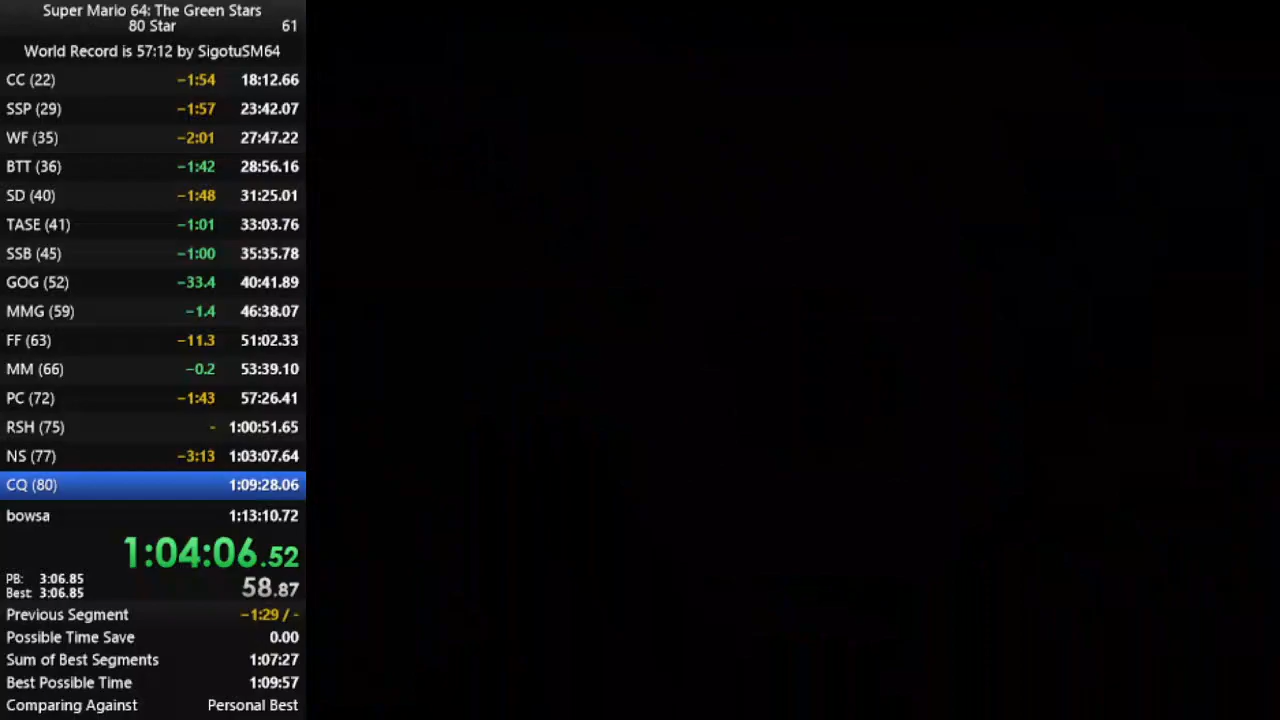 Super Mario 64: The Green Stars
80 Star 61
World Record is 57:12 by SigotuSM64
CC (22) −1:54 18:12.66
SSP (29) −1:57 23:42.07
WF (35) −2:01 27:47.22
BTT (36) −1:42 28:56.16
SD (40) −1:48 31:25.01
TASE (41) −1:01 33:03.76
SSB (45) −1:00 35:35.78
GOG (52) −33.4 40:41.89
MMG (59) −1.4 46:38.07
FF (63) −11.3 51:02.33
MM (66) −0.2 53:39.10
PC (72) −1:43 57:26.41
RSH (75) - 1:00:51.65
NS (77) −3:13 1:03:07.64
CQ (80) 1:09:28.06
bowsa 1:13:10.72
1:04:06.52
PB: 3:06.85 58.87
Best: 3:06.85
Previous Segment −1:29 / -
Possible Time Save 0.00
Sum of Best Segments 1:07:27
Best Possible Time 1:09:57
Comparing Against Personal Best